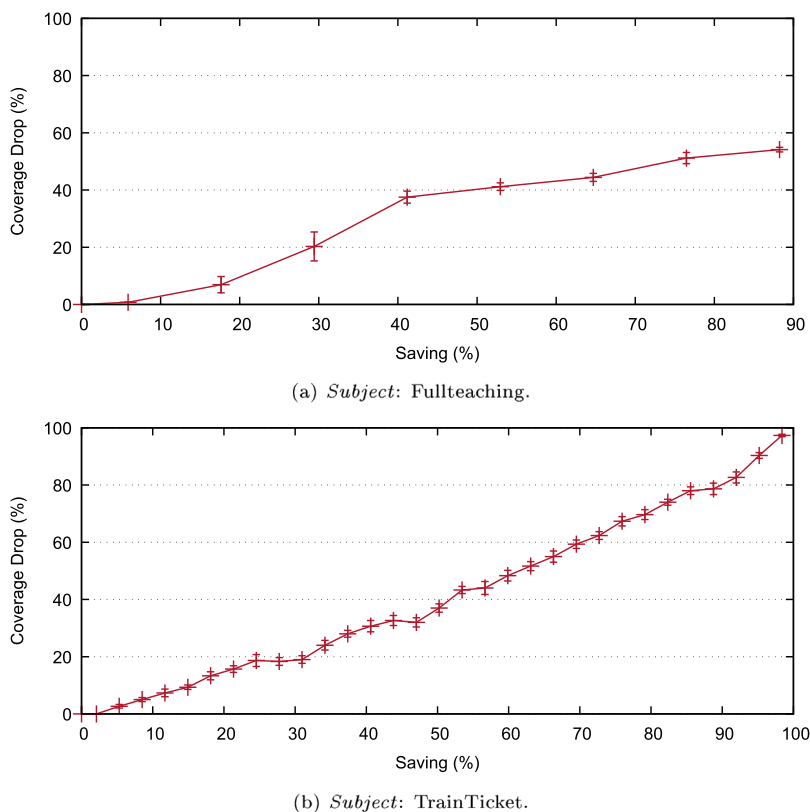 100
80
60
40
20
0
Coverage Drop (%)
0 10 20 30 40 50 60 70 80 90
Saving (%)
(a) Subject: Fullteaching.
100
80
60
40
20
0
Coverage Drop (%)
0 10 20 30 40 50 60 70 80 90 100
Saving (%)
(b) Subject: TrainTicket.